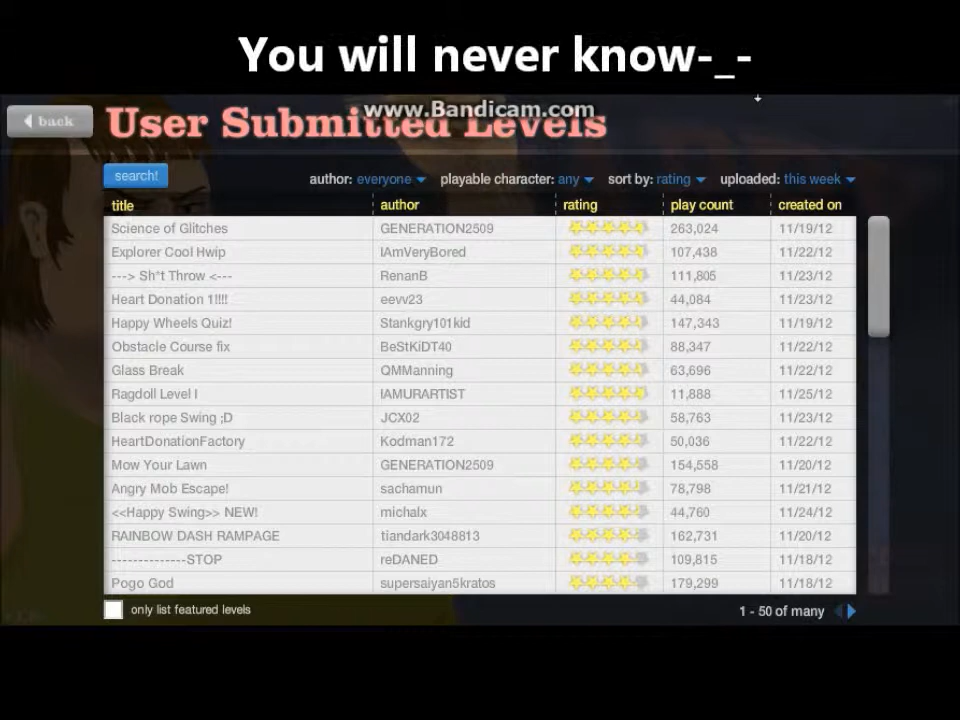 You will never know-_-
www.Bandicam.com
back
User Submitted Levels
search!
author: everyone playable character: any sort by: rating uploaded: this week
title author rating play count created on
Science of Glitches GENERATION2509 263,024 11/19/12
Explorer Cool Hwip IAmVeryBored 107,438 11/22/12
---> Sh*t Throw <--- RenanB 111,805 11/23/12
Heart Donation 1!!!! eevv23 44,084 11/23/12
Happy Wheels Quiz! Stankgry101kid 147,343 11/19/12
Obstacle Course fix BeStKiDT40 88,347 11/22/12
Glass Break QMManning 63,696 11/22/12
Ragdoll Level I IAMURARTIST 11,888 11/25/12
Black rope Swing ;D JCX02 58,763 11/23/12
HeartDonationFactory Kodman172 50,036 11/22/12
Mow Your Lawn GENERATION2509 154,558 11/20/12
Angry Mob Escape! sachamun 78,798 11/21/12
<<Happy Swing>> NEW! michalx 44,760 11/24/12
RAINBOW DASH RAMPAGE tiandark3048813 162,731 11/20/12
--------------STOP reDANED 109,815 11/18/12
Pogo God supersaiyan5kratos 179,299 11/18/12
only list featured levels 1 - 50 of many